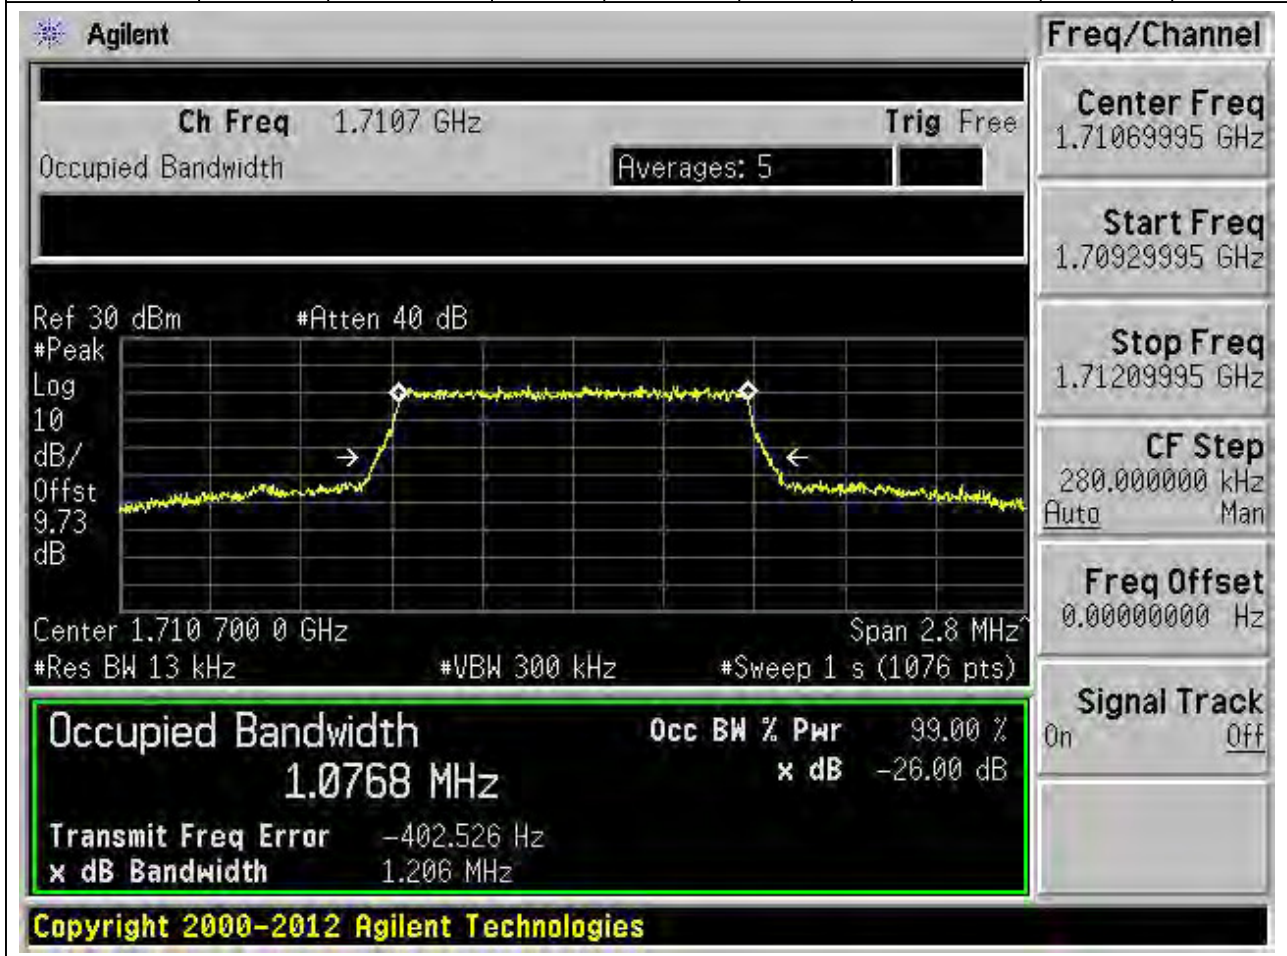 Agilent
Freq/Channel
Ch Freq 1.7107 GHz
Trig Free
Occupied Bandwidth
Averages: 5
Center Freq
1.71069995 GHz
Start Freq
1.70929995 GHz
Stop Freq
1.71209995 GHz
CF Step
280.000000 kHz
Auto Man
Freq Offset
0.00000000 Hz
Signal Track
On Off
Ref 30 dBm #Atten 40 dB
#Peak
Log
10
dB/
Offst
9.73
dB
Center 1.710 700 0 GHz Span 2.8 MHz^
#Res BW 13 kHz #VBW 300 kHz #Sweep 1 s (1076 pts)
Occupied Bandwidth
1.0768 MHz
Occ BW % Pwr 99.00 %
x dB -26.00 dB
Transmit Freq Error -402.526 Hz
x dB Bandwidth 1.206 MHz
Copyright 2000-2012 Agilent Technologies